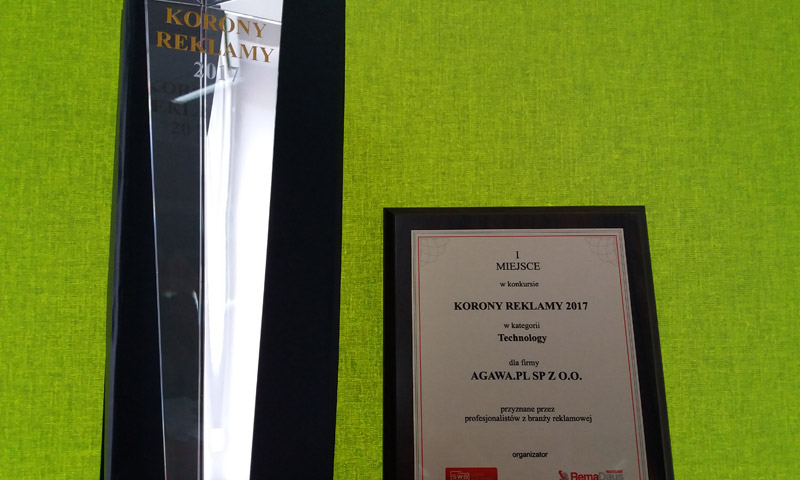 KORONY
REKLAMY
2017
I
MIEJSCE
w konkursie
KORONY REKLAMY 2017
w kategorii
Technology
dla firmy
AGAWA.PL SP Z O.O.
przyznane przez
profesjonalistów z branży reklamowej
organizator
RemaDays